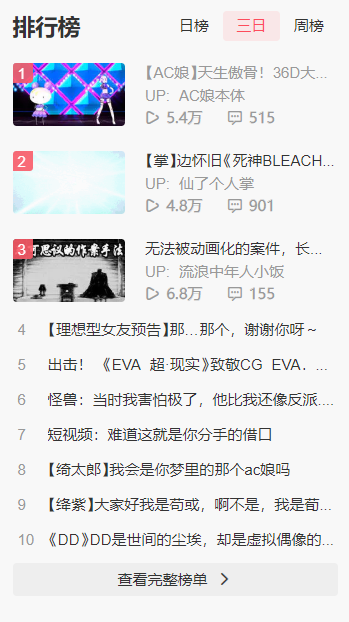 排行榜 日榜 三日 周榜
1 【AC娘】天生傲骨！36D大...
UP: AC娘本体
5.4万 515
2 【掌】边怀旧《死神BLEACH...
UP: 仙了个人掌
4.8万 901
3 思议的作案手法 无法被动画化的案件，长...
UP: 流浪中年人小饭
6.8万 155
4 【理想型女友预告】那...那个，谢谢你呀～
5 出击！《EVA 超·现实》致敬CG EVA. ...
6 怪兽：当时我害怕极了，他比我还像反派....
7 短视频：难道这就是你分手的借口
8 【绮太郎】我会是你梦里的那个ac娘吗
9 【绛紫】大家好我是苟或，啊不是，我是荀...
10 《DD》DD是世间的尘埃，却是虚拟偶像的...
查看完整榜单